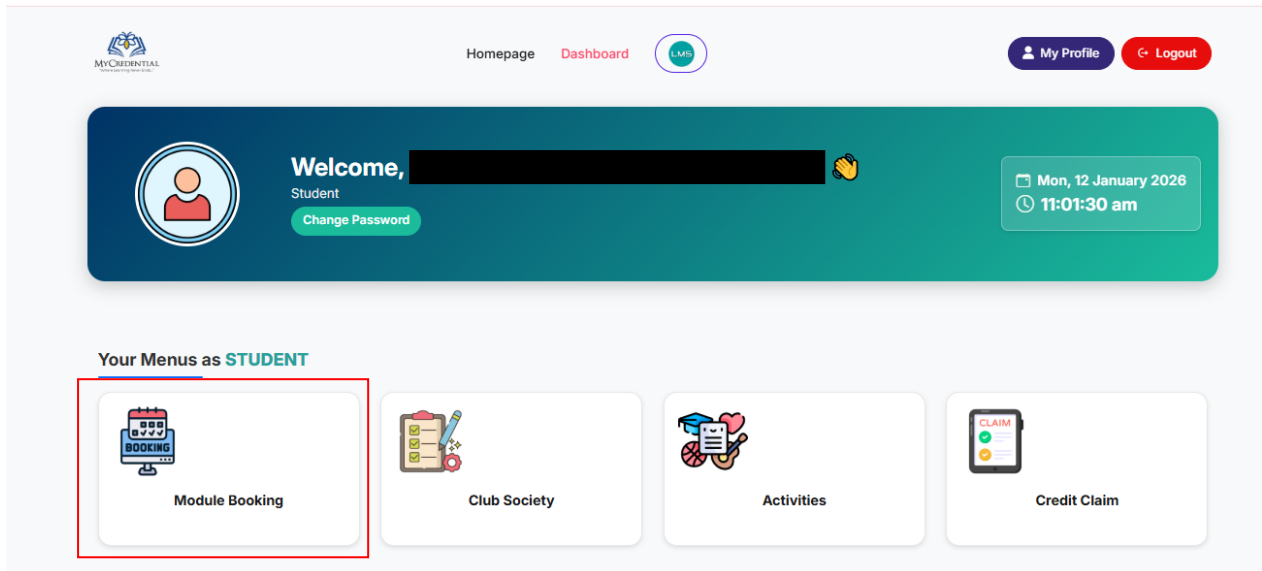 MYCREDENTIAL
Homepage Dashboard LMS My Profile Logout
Welcome,
Student
Change Password
Mon, 12 January 2026
11:01:30 am
Your Menus as STUDENT
BOOKING
CLAIM
Module Booking Club Society Activities Credit Claim